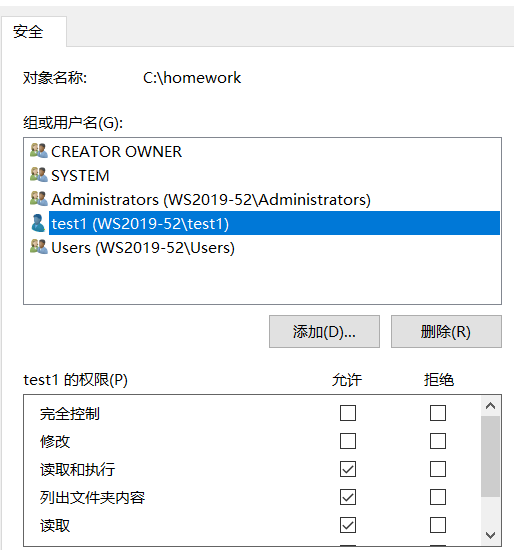 安全
对象名称: C:\homework
组或用户名(G):
CREATOR OWNER
SYSTEM
Administrators (WS2019-52\Administrators)
test1 (WS2019-52\test1)
Users (WS2019-52\Users)
添加(D)... 删除(R)
test1 的权限(P) 允许 拒绝
完全控制
修改
读取和执行
列出文件夹内容
读取